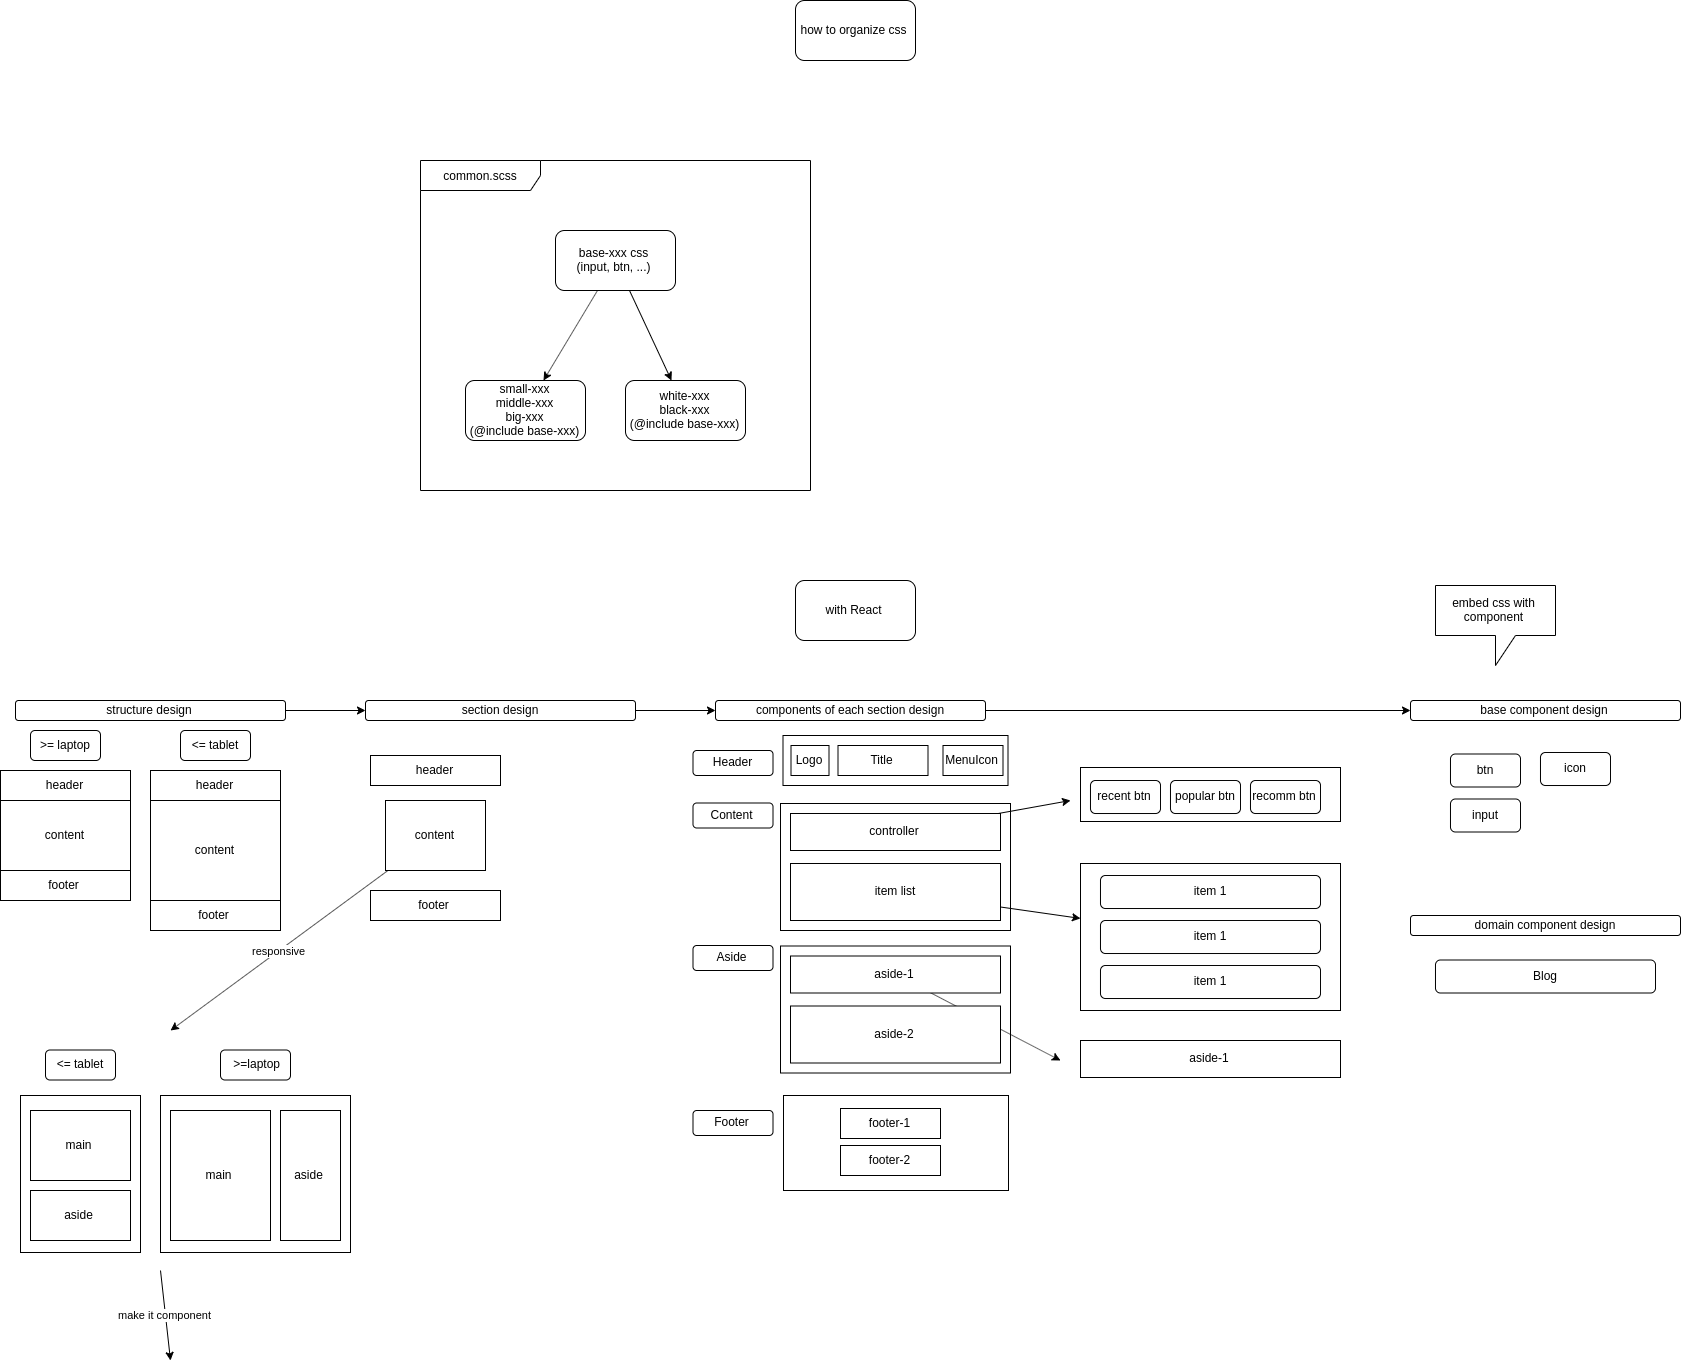 how to organize css
common.scss
base-xxx css
(input, btn, ...)
small-xxx
middle-xxx
big-xxx
(@include base-xxx)
white-xxx
black-xxx
(@include base-xxx)
with React
embed css with
component
structure design
section design
components of each section design
base component design
>= laptop
<= tablet
header
content
footer
header
content
footer
header
content
footer
responsive
<= tablet
>=laptop
main
aside
main
aside
make it component
Header
Logo
Title
MenuIcon
Content
controller
item list
recent btn
popular btn
recomm btn
item 1
item 1
item 1
Aside
aside-1
aside-2
aside-1
Footer
footer-1
footer-2
btn
icon
input
domain component design
Blog